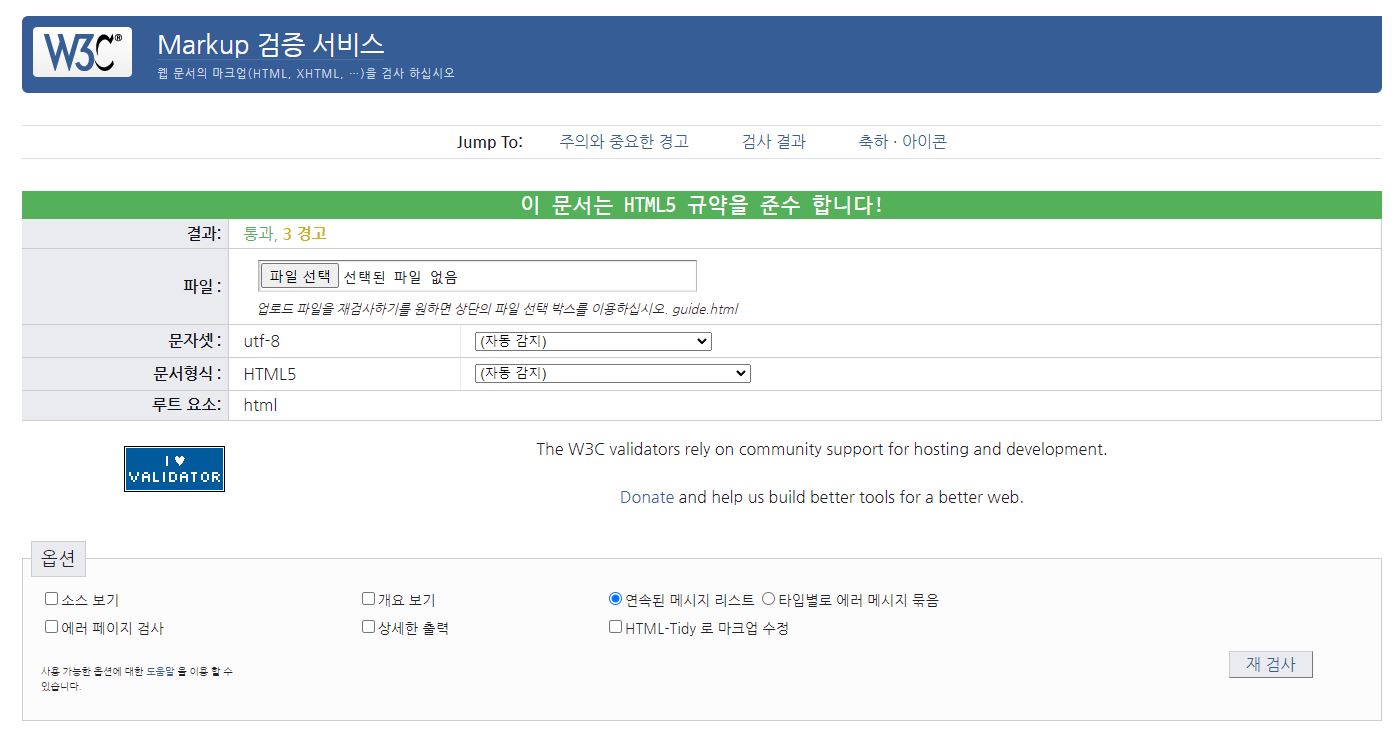 W3C®
Markup 검증 서비스
웹 문서의 마크업(HTML, XHTML, …)을 검사 하십시오
Jump To: 주의와 중요한 경고 검사 결과 축하 · 아이콘
이 문서는 HTML5 규약을 준수 합니다!
결과: 통과, 3 경고
파일 : 파일 선택 선택된 파일 없음
업로드 파일을 재검사하기를 원하면 상단의 파일 선택 박스를 이용하십시오. guide.html
문자셋 : utf-8 (자동 감지)
문서형식 : HTML5 (자동 감지)
루트 요소: html
I ♥
VALIDATOR
The W3C validators rely on community support for hosting and development.
Donate and help us build better tools for a better web.
옵션
소스 보기 개요 보기 연속된 메시지 리스트 타입별로 에러 메시지 묶음
에러 페이지 검사 상세한 출력 HTML-Tidy 로 마크업 수정
사용 가능한 옵션에 대한 도움말 을 이용 할 수
있습니다.
재 검사